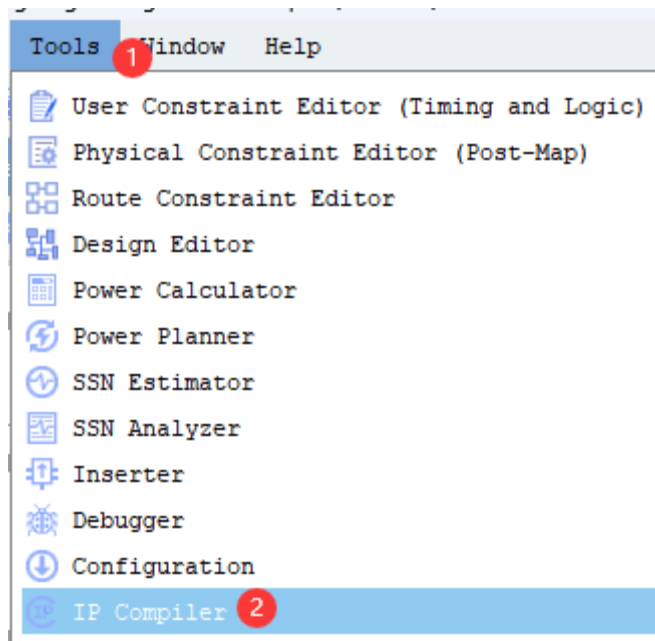 Tools 1 Window Help
User Constraint Editor (Timing and Logic)
Physical Constraint Editor (Post-Map)
Route Constraint Editor
Design Editor
Power Calculator
Power Planner
SSN Estimator
SSN Analyzer
Inserter
Debugger
Configuration
IP IP Compiler 2